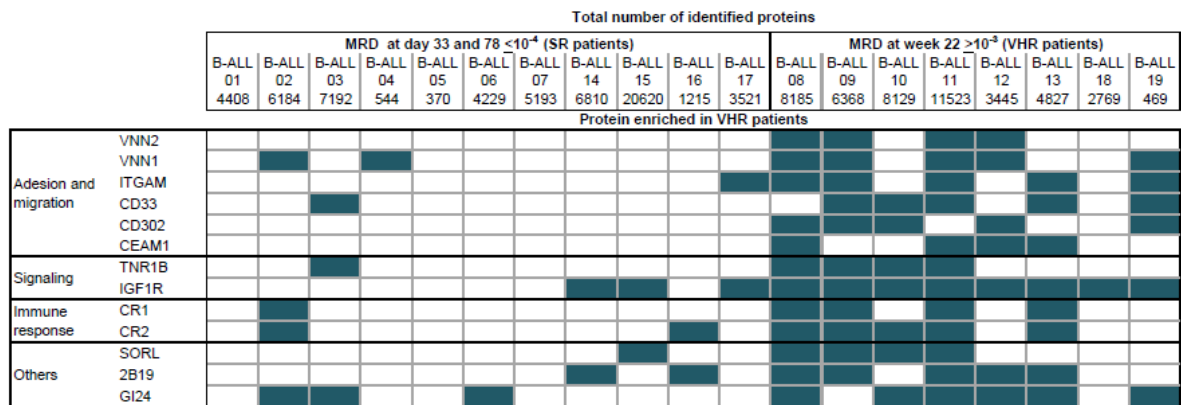 Total number of identified proteins
MRD at day 33 and 78 <10-4 (SR patients) MRD at week 22 >10-3 (VHR patients)
B-ALL B-ALL B-ALL B-ALL B-ALL B-ALL B-ALL B-ALL B-ALL B-ALL B-ALL B-ALL B-ALL B-ALL B-ALL B-ALL B-ALL B-ALL B-ALL
01 02 03 04 05 06 07 14 15 16 17 08 09 10 11 12 13 18 19
4408 6184 7192 544 370 4229 5193 6810 20620 1215 3521 8185 6368 8129 11523 3445 4827 2769 469
Protein enriched in VHR patients
VNN2
VNN1
Adesion and ITGAM
migration CD33
CD302
CEAM1
Signaling TNR1B
IGF1R
Immune CR1
response CR2
SORL
Others 2B19
GI24